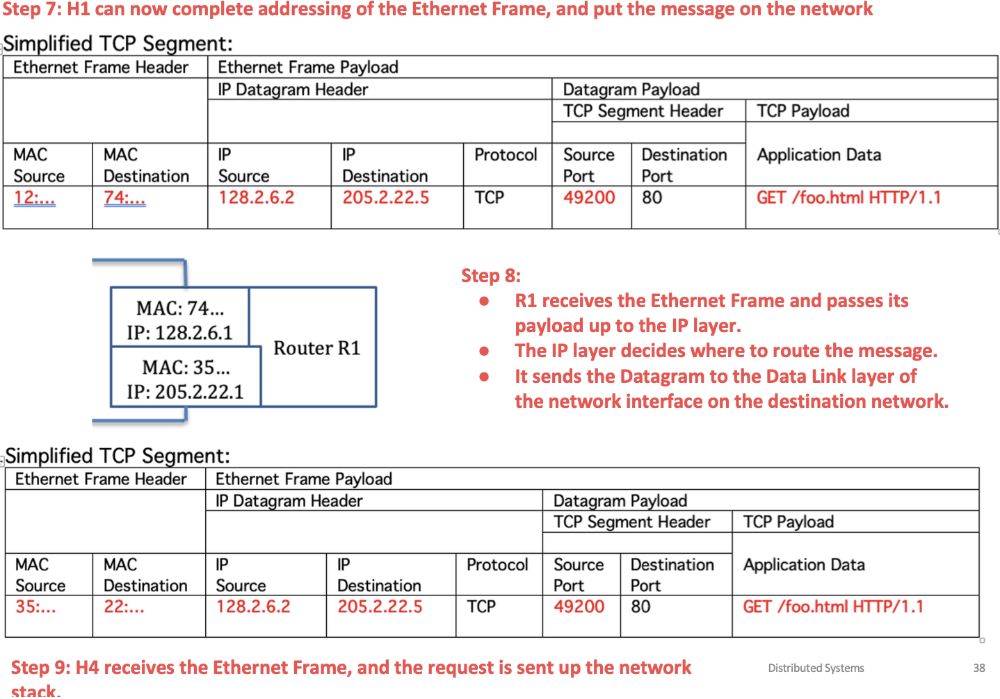 Step 7: H1 can now complete addressing of the Ethernet Frame, and put the message on the network
Simplified TCP Segment:
Ethernet Frame Header Ethernet Frame Payload
IP Datagram Header Datagram Payload
TCP Segment Header TCP Payload
MAC Source MAC Destination IP Source IP Destination Protocol Source Port Destination Port Application Data
12:... 74:... 128.2.6.2 205.2.22.5 TCP 49200 80 GET /foo.html HTTP/1.1
MAC: 74...
IP: 128.2.6.1
MAC: 35...
IP: 205.2.22.1
Router R1
Step 8:
● R1 receives the Ethernet Frame and passes its
payload up to the IP layer.
● The IP layer decides where to route the message.
● It sends the Datagram to the Data Link layer of
the network interface on the destination network.
Simplified TCP Segment:
Ethernet Frame Header Ethernet Frame Payload
IP Datagram Header Datagram Payload
TCP Segment Header TCP Payload
MAC Source MAC Destination IP Source IP Destination Protocol Source Port Destination Port Application Data
35:... 22:... 128.2.6.2 205.2.22.5 TCP 49200 80 GET /foo.html HTTP/1.1
Step 9: H4 receives the Ethernet Frame, and the request is sent up the network
stack.
Distributed Systems 38